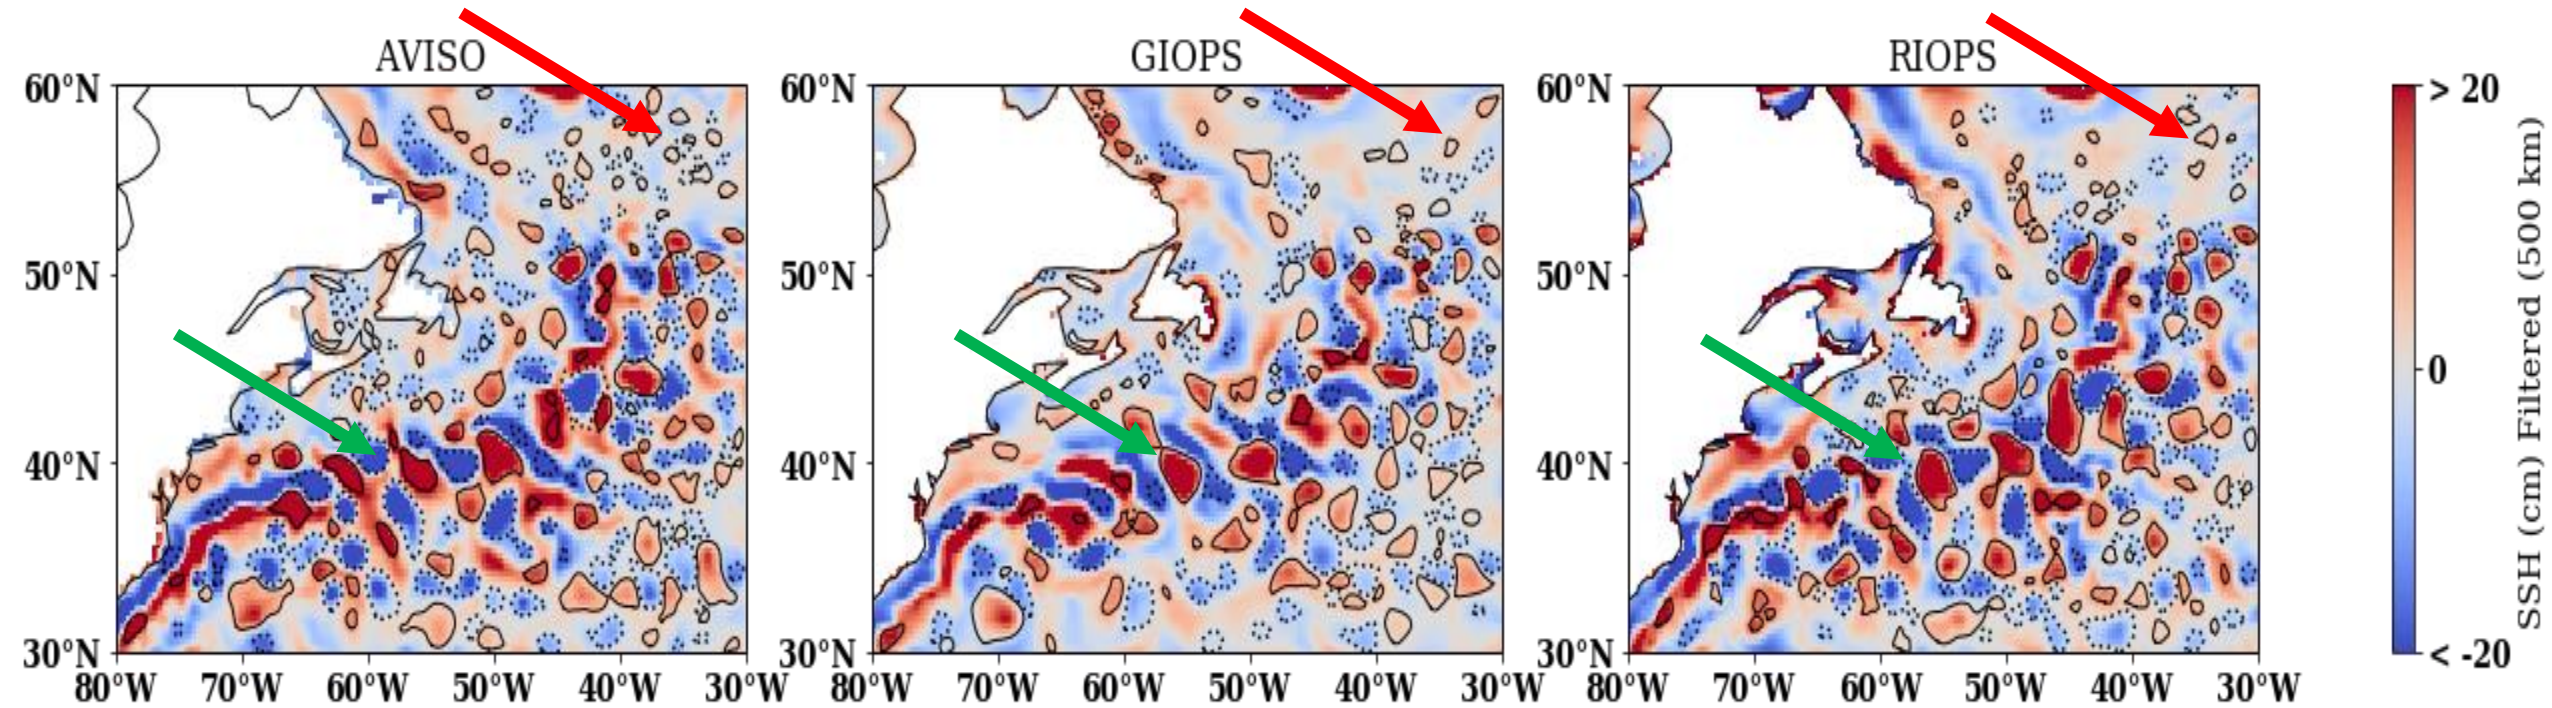 AVISO GIOPS RIOPS
60°N 60°N 60°N > 20
50°N 50°N 50°N
0
40°N 40°N 40°N
30°N 30°N 30°N < -20
80°W 70°W 60°W 50°W 40°W 30°W 80°W 70°W 60°W 50°W 40°W 30°W 80°W 70°W 60°W 50°W 40°W 30°W
SSH (cm) Filtered (500 km)